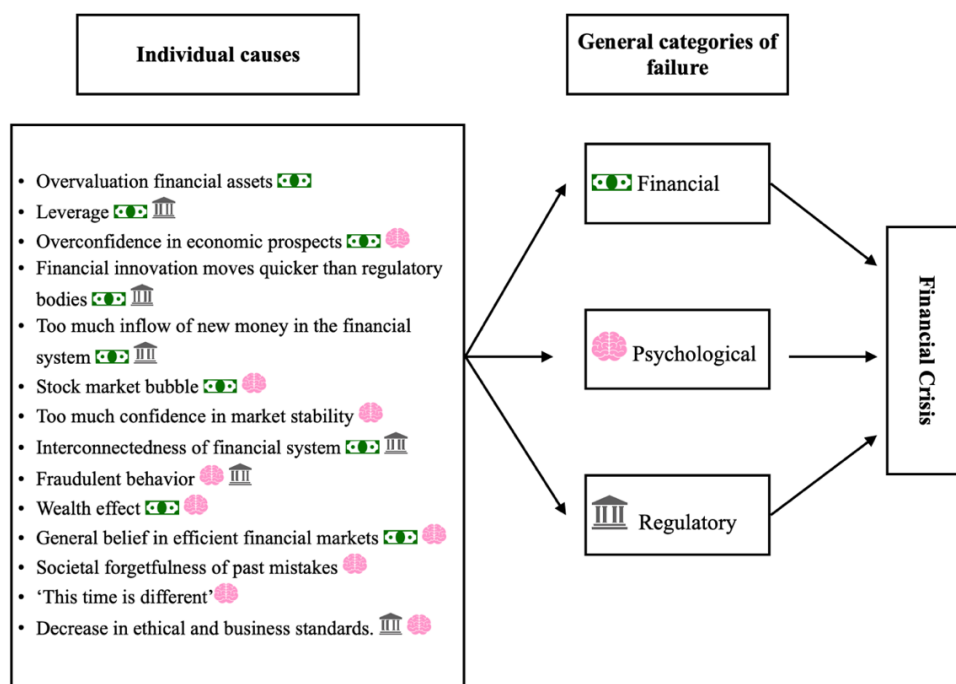 Individual causes
General categories of
failure
• Overvaluation financial assets
• Leverage
• Overconfidence in economic prospects
• Financial innovation moves quicker than regulatory
bodies
• Too much inflow of new money in the financial
system
• Stock market bubble
• Too much confidence in market stability
• Interconnectedness of financial system
• Fraudulent behavior
• Wealth effect
• General belief in efficient financial markets
• Societal forgetfulness of past mistakes
• ‘This time is different’
• Decrease in ethical and business standards.
Financial
Psychological
Regulatory
Financial Crisis